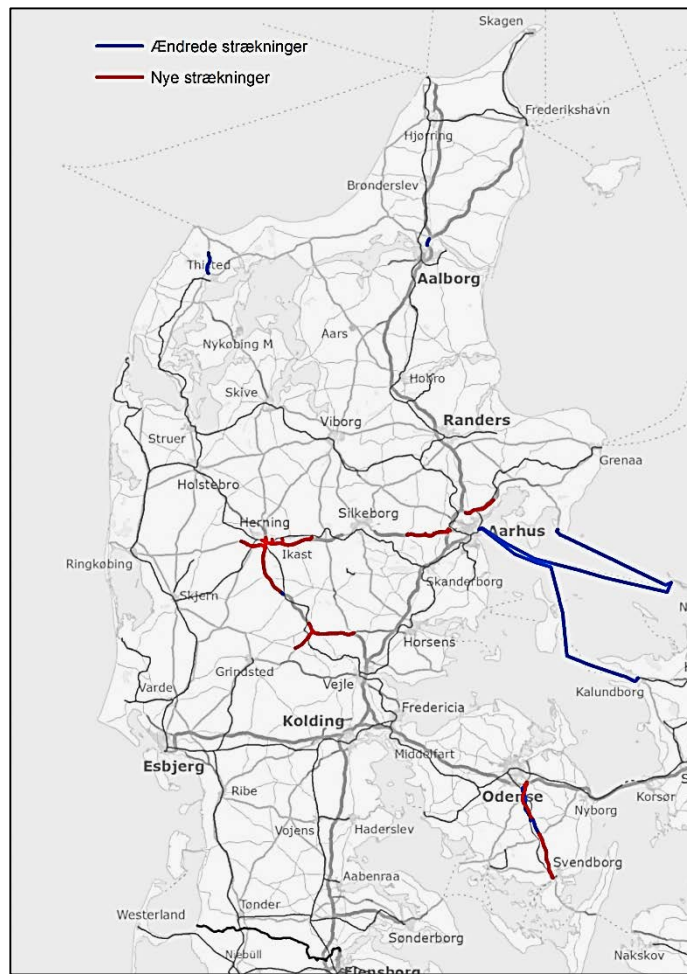 Skagen
Ændrede strækninger
Nye strækninger
Frederikshavn
Hjørring
Brønderslev
Thisted
Aalborg
Aars
Nykøbing M
Hobro
Skive
Randers
Viborg
Struer
Grenaa
Holstebro
Silkeborg
Herning
Aarhus
Ikast
Ringkøbing
Skanderborg
Skjern
Horsens
Grindsted
Vejle
Varde
Kalundborg
Fredericia
Kolding
Middelfart
Esbjerg
Odense
Ribe
Nyborg
Korsør
Vojens
Haderslev
Svendborg
Aabenraa
Tønder
Westerland
Sønderborg
Niebüll
Nakskov
Flensborg